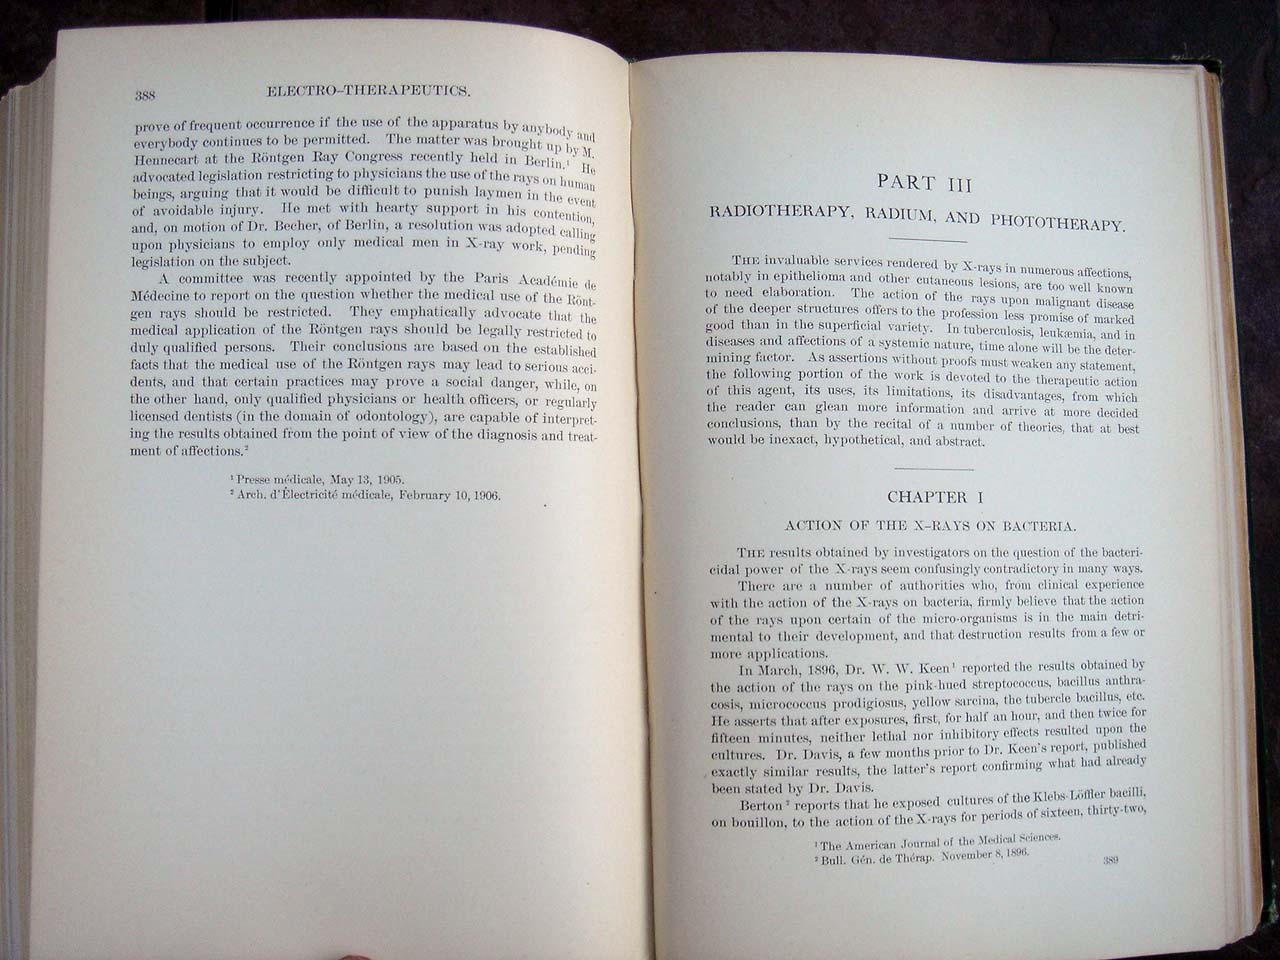 388
ELECTRO-THERAPEUTICS.
prove of frequent occurrence if the use of the apparatus by anybody and
everybody continues to be permitted. The matter was brought up by M.
Hennecart at the Röntgen Ray Congress recently held in Berlin.¹ He
advocated legislation restricting to physicians the use of the rays on human
beings, arguing that it would be difficult to punish laymen in the event
of avoidable injury. He met with hearty support in his contention,
and, on motion of Dr. Becher, of Berlin, a resolution was adopted calling
upon physicians to employ only medical men in X-ray work, pending
legislation on the subject.
A committee was recently appointed by the Paris Académie de
Médecine to report on the question whether the medical use of the Rönt-
gen rays should be restricted. They emphatically advocate that the
medical application of the Röntgen rays should be legally restricted to
duly qualified persons. Their conclusions are based on the established
facts that the medical use of the Röntgen rays may lead to serious acci-
dents, and that certain practices may prove a social danger, while, on
the other hand, only qualified physicians or health officers, or regularly
licensed dentists (in the domain of odontology), are capable of interpret-
ing the results obtained from the point of view of the diagnosis and treat-
ment of affections.²
¹ Presse médicale, May 13, 1905.
² Arch. d'Électricité médicale, February 10, 1906.
PART III
RADIOTHERAPY, RADIUM, AND PHOTOTHERAPY.
THE invaluable services rendered by X-rays in numerous affections,
notably in epithelioma and other cutaneous lesions, are too well known
to need elaboration. The action of the rays upon malignant disease
of the deeper structures offers to the profession less promise of marked
good than in the superficial variety. In tuberculosis, leukæmia, and in
diseases and affections of a systemic nature, time alone will be the deter-
mining factor. As assertions without proofs must weaken any statement,
the following portion of the work is devoted to the therapeutic action
of this agent, its uses, its limitations, its disadvantages, from which
the reader can glean more information and arrive at more decided
conclusions, than by the recital of a number of theories, that at best
would be inexact, hypothetical, and abstract.
CHAPTER I
ACTION OF THE X-RAYS ON BACTERIA.
THE results obtained by investigators on the question of the bacteri-
cidal power of the X-rays seem confusingly contradictory in many ways.
There are a number of authorities who, from clinical experience
with the action of the X-rays on bacteria, firmly believe that the action
of the rays upon certain of the micro-organisms is in the main detri-
mental to their development, and that destruction results from a few or
more applications.
In March, 1896, Dr. W. W. Keen¹ reported the results obtained by
the action of the rays on the pink-hued streptococcus, bacillus anthra-
cosis, micrococcus prodigiosus, yellow sarcina, the tubercle bacillus, etc.
He asserts that after exposures, first, for half an hour, and then twice for
fifteen minutes, neither lethal nor inhibitory effects resulted upon the
cultures. Dr. Davis, a few months prior to Dr. Keen's report, published
exactly similar results, the latter's report confirming what had already
been stated by Dr. Davis.
Berton² reports that he exposed cultures of the Klebs-Löffler bacilli,
on bouillon, to the action of the X-rays for periods of sixteen, thirty-two,
¹ The American Journal of the Medical Sciences.
² Bull. Gén. de Thérap. November 8, 1896.
389